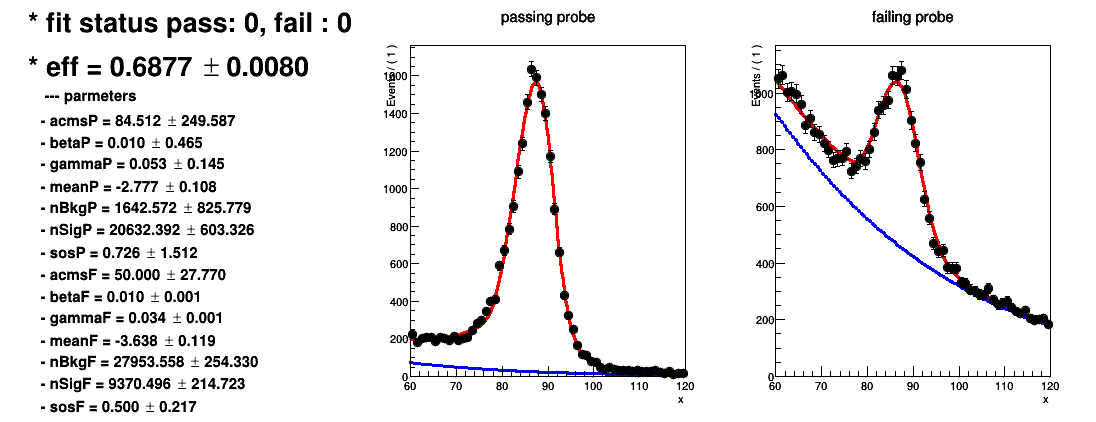 * fit status pass: 0, fail : 0
* eff = 0.6877 ± 0.0080
--- parmeters
- acmsP = 84.512 ± 249.587
- betaP = 0.010 ± 0.465
- gammaP = 0.053 ± 0.145
- meanP = -2.777 ± 0.108
- nBkgP = 1642.572 ± 825.779
- nSigP = 20632.392 ± 603.326
- sosP = 0.726 ± 1.512
- acmsF = 50.000 ± 27.770
- betaF = 0.010 ± 0.001
- gammaF = 0.034 ± 0.001
- meanF = -3.638 ± 0.119
- nBkgF = 27953.558 ± 254.330
- nSigF = 9370.496 ± 214.723
- sosF = 0.500 ± 0.217
passing probe
Events / ( 1 )
1600
1400
1200
1000
800
600
400
200
0
60 70 80 90 100 110 120
x
failing probe
Events / ( 1 )
1000
800
600
400
200
0
60 70 80 90 100 110 120
x